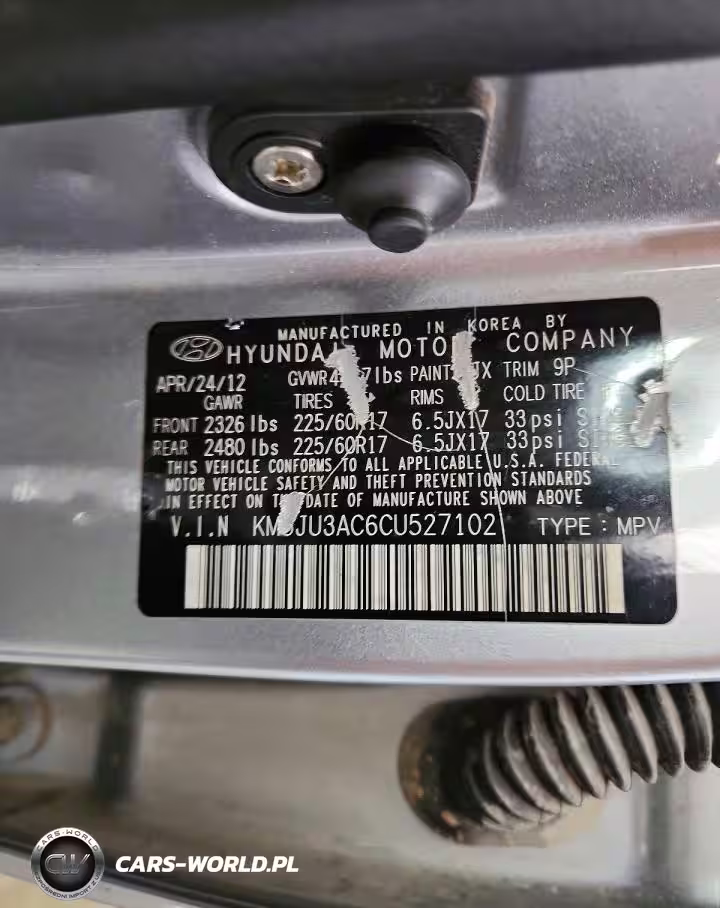 MANUFACTURED IN KOREA BY
HYUNDAI MOTOR COMPANY
APR/24/12 TRIM 9P
GAWR TIRES RIMS COLD TIRE
FRONT 2326 lbs 225/60R17 6.5JX17 33psi
REAR 2480 lbs 225/60R17 6.5JX17 33psi
THIS VEHICLE CONFORMS TO ALL APPLICABLE U.S.A. FEDERAL
MOTOR VEHICLE SAFETY AND THEFT PREVENTION STANDARDS
IN EFFECT ON THE DATE OF MANUFACTURE SHOWN ABOVE
V.I.N TYPE : MPV
CARS-WORLD
CW
CARS-WORLD.PL